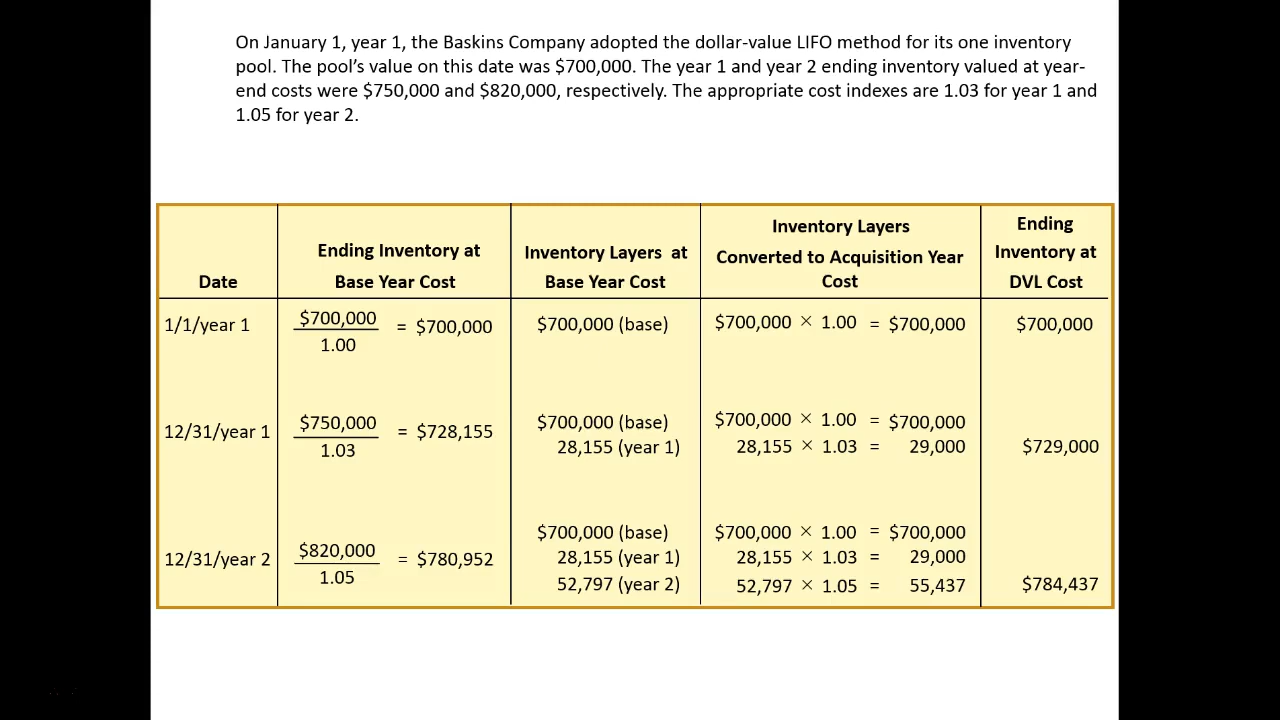 On January 1, year 1, the Baskins Company adopted the dollar-value LIFO method for its one inventory
pool. The pool’s value on this date was $700,000. The year 1 and year 2 ending inventory valued at year-
end costs were $750,000 and $820,000, respectively. The appropriate cost indexes are 1.03 for year 1 and
1.05 for year 2.
Date
Ending Inventory at
Base Year Cost
Inventory Layers at
Base Year Cost
Inventory Layers
Converted to Acquisition Year
Cost
Ending
Inventory at
DVL Cost
1/1/year 1
$700,000
1.00
= $700,000
$700,000 (base)
$700,000 × 1.00 = $700,000
$700,000
12/31/year 1
$750,000
1.03
= $728,155
$700,000 (base)
28,155 (year 1)
$700,000 × 1.00 = $700,000
28,155 × 1.03 = 29,000
$729,000
12/31/year 2
$820,000
1.05
= $780,952
$700,000 (base)
28,155 (year 1)
52,797 (year 2)
$700,000 × 1.00 = $700,000
28,155 × 1.03 = 29,000
52,797 × 1.05 = 55,437
$784,437